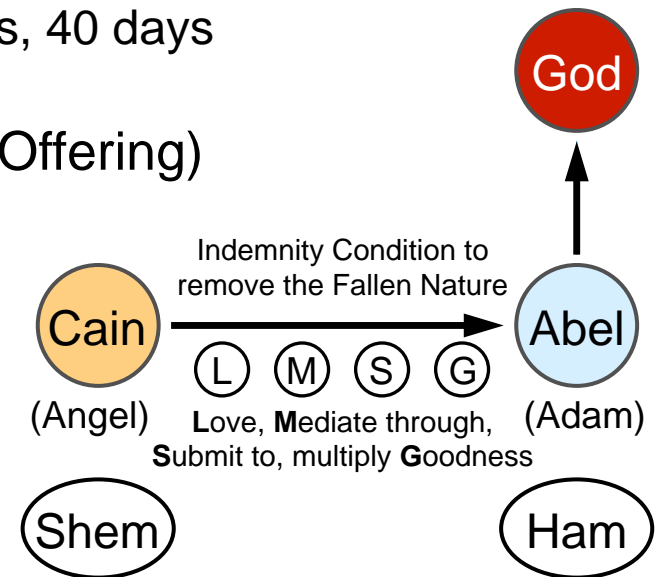 s, 40 days
God
Offering)
Indemnity Condition to
remove the Fallen Nature
Cain
Abel
L M S G
(Angel)
Love, Mediate through,
Submit to, multiply Goodness
(Adam)
Shem
Ham